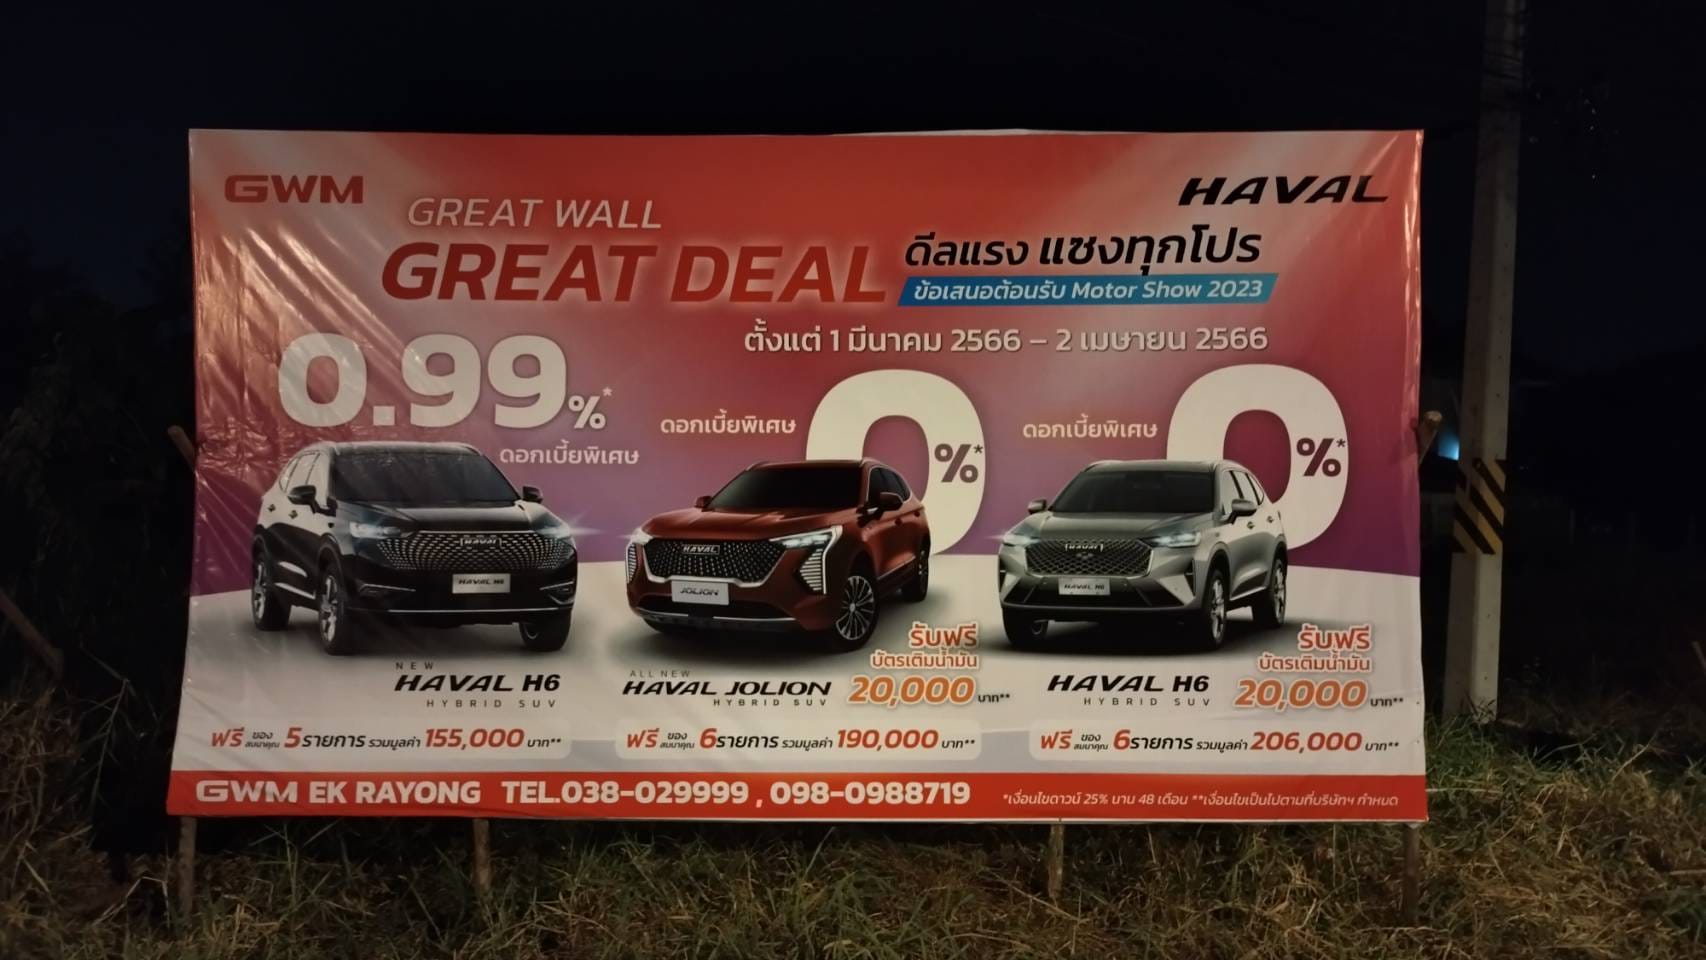 GWM
HAVAL
GREAT WALL
GREAT DEAL
ดีลแรง แซงทุกโปร
ข้อเสนอต้อนรับ Motor Show 2023
ตั้งแต่ 1 มีนาคม 2566 – 2 เมษายน 2566
0.99%*
ดอกเบี้ยพิเศษ
ดอกเบี้ยพิเศษ 0%*
ดอกเบี้ยพิเศษ 0%*
HAVAL
HAVAL H6
HAVAL
JOLION
HAVAL
HAVAL H6
NEW
HAVAL H6
HYBRID SUV
ALL NEW
HAVAL JOLION
HYBRID SUV
รับฟรี
บัตรเติมน้ำมัน
20,000 บาท**
HAVAL H6
HYBRID SUV
รับฟรี
บัตรเติมน้ำมัน
20,000 บาท**
ฟรี ของสมนาคุณ 5รายการ รวมมูลค่า 155,000 บาท**
ฟรี ของสมนาคุณ 6รายการ รวมมูลค่า 190,000 บาท**
ฟรี ของสมนาคุณ 6รายการ รวมมูลค่า 206,000 บาท**
GWM EK RAYONG TEL.038-029999 , 098-0988719
*เงื่อนไขดาวน์ 25% นาน 48 เดือน **เงื่อนไขเป็นไปตามที่บริษัทฯ กำหนด